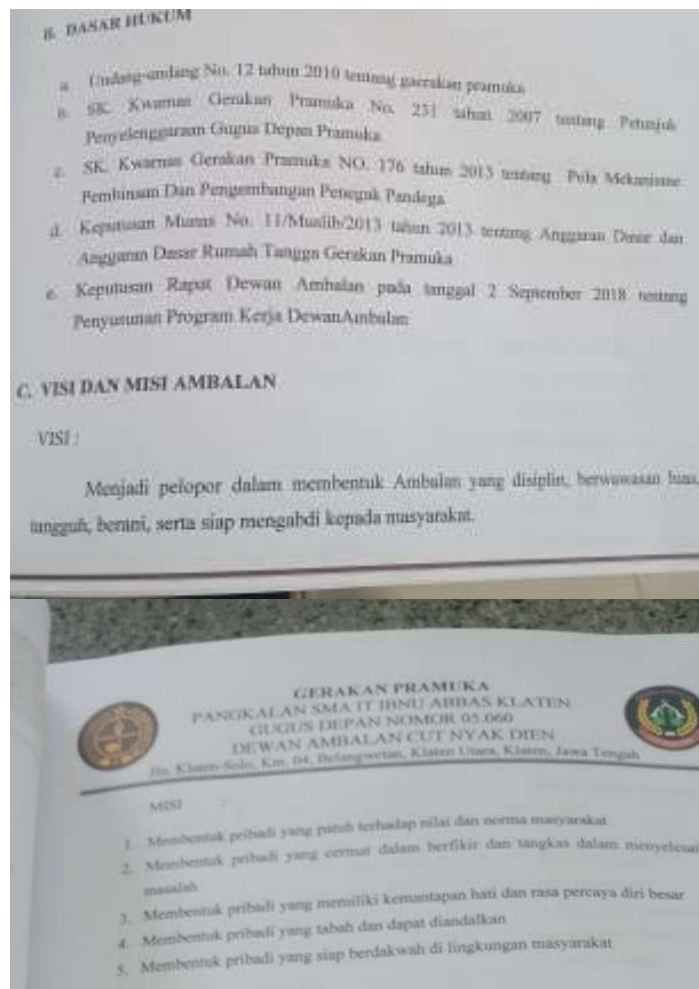 B. DASAR HUKUM
a. Undang-undang No. 12 tahun 2010 tentang gaerakan pramuka
b. SK. Kwarnas Gerakan Pramuka No. 231 tahun 2007 tentang Petunjuk
Penyelenggaraan Gugus Depan Pramuka
c. SK. Kwarnas Gerakan Pramuka NO. 176 tahun 2013 tentang Pola Mekanisme
Pembinaan Dan Pengembangan Penegak Pandega
d. Keputusan Munas No. 11/Munlib/2013 tahun 2013 tentang Anggaran Dasar dan
Anggaran Dasar Rumah Tangga Gerakan Pramuka
e. Keputusan Rapat Dewan Ambalan pada tanggal 2 September 2018 tentang
Penyusunan Program Kerja DewanAmbalan
C. VISI DAN MISI AMBALAN
VISI :
Menjadi pelopor dalam membentuk Ambalan yang disiplin, berwawasan luas,
tangguh, berani, serta siap mengabdi kepada masyarakat.
GERAKAN PRAMUKA
PANGKALAN SMA IT IBNU ABBAS KLATEN
GUGUS DEPAN NOMOR 05.060
DEWAN AMBALAN CUT NYAK DIEN
Jln. Klaten-Solo, Km. 04, Belangwetan, Klaten Utara, Klaten, Jawa Tengah
MISI :
1. Membentuk pribadi yang patuh terhadap nilai dan norma masyarakat
2. Membentuk pribadi yang cermat dalam berfikir dan tangkas dalam menyelesai
masalah
3. Membentuk pribadi yang memiliki kemantapan hati dan rasa percaya diri besar
4. Membentuk pribadi yang tabah dan dapat diandalkan
5. Membentuk pribadi yang siap berdakwah di lingkungan masyarakat